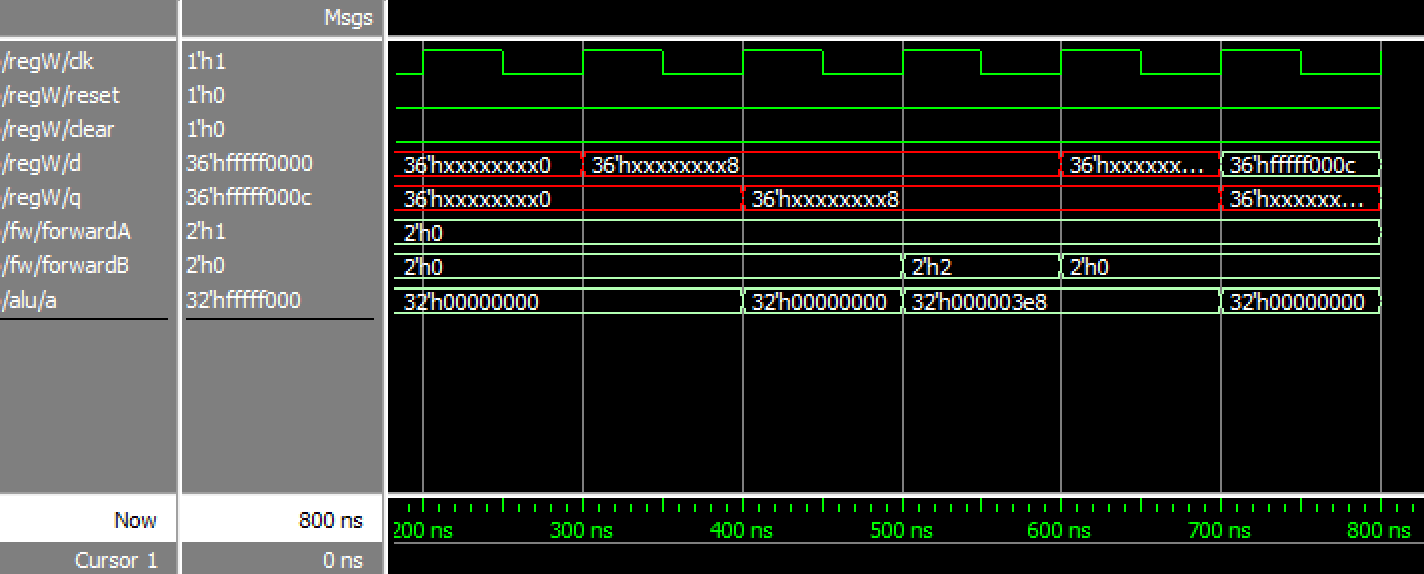 Msgs
/regW/clk 1'h1
/regW/reset 1'h0
/regW/clear 1'h0
/regW/d 36'hfffff0000 36'hxxxxxxxx0 36'hxxxxxxxx8 36'hxxxxxx... 36'hfffff000c
/regW/q 36'hfffff000c 36'hxxxxxxxx0 36'hxxxxxxxx8 36'hxxxxxx...
/fw/forwardA 2'h1 2'h0
/fw/forwardB 2'h0 2'h0 2'h2 2'h0
/alu/a 32'hfffff000 32'h00000000 32'h00000000 32'h000003e8 32'h00000000
Now 800 ns 200 ns 300 ns 400 ns 500 ns 600 ns 700 ns 800 ns
Cursor 1 0 ns